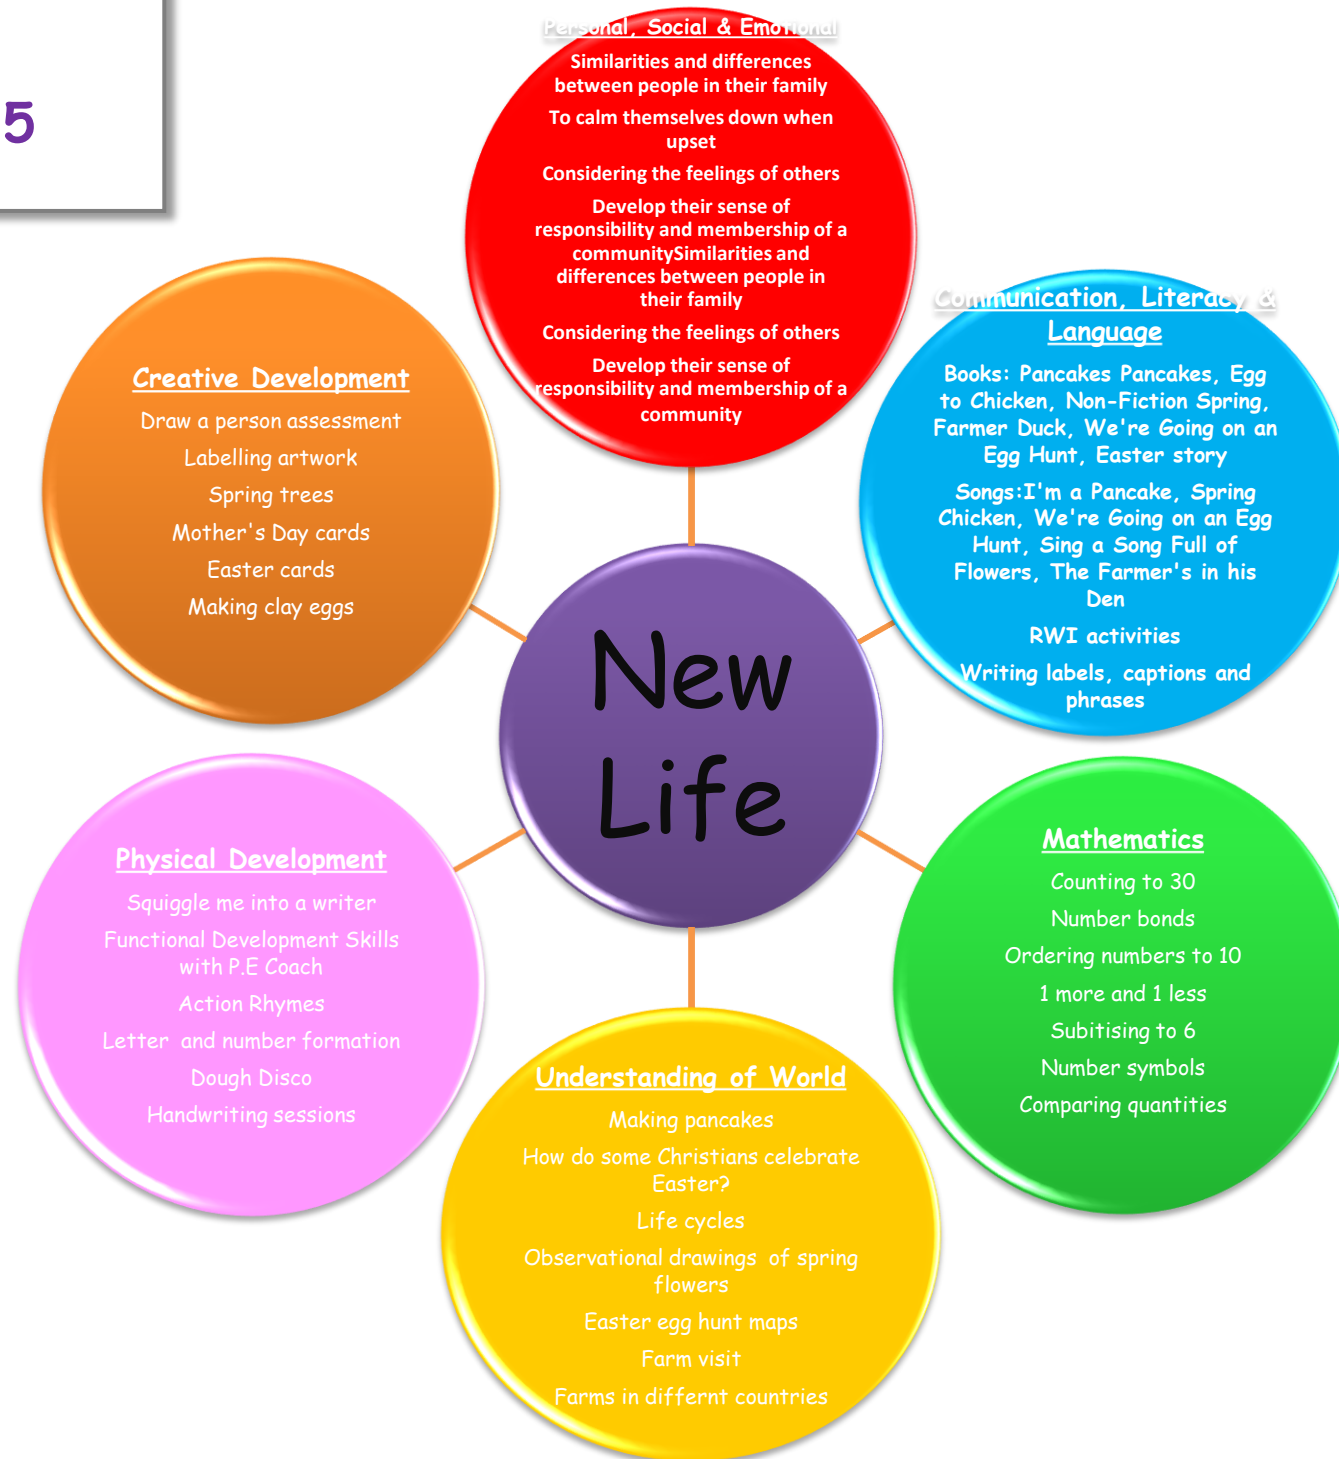 5
Personal, Social & Emotional
Similarities and differences
between people in their family
To calm themselves down when
upset
Considering the feelings of others
Develop their sense of
responsibility and membership of a
communitySimilarities and
differences between people in
their family
Considering the feelings of others
Develop their sense of
responsibility and membership of a
community
Communication, Literacy &
Language
Books: Pancakes Pancakes, Egg
to Chicken, Non-Fiction Spring,
Farmer Duck, We're Going on an
Egg Hunt, Easter story
Songs:I'm a Pancake, Spring
Chicken, We're Going on an Egg
Hunt, Sing a Song Full of
Flowers, The Farmer's in his
Den
RWI activities
Writing labels, captions and
phrases
Mathematics
Counting to 30
Number bonds
Ordering numbers to 10
1 more and 1 less
Subitising to 6
Number symbols
Comparing quantities
Understanding of World
Making pancakes
How do some Christians celebrate
Easter?
Life cycles
Observational drawings  of spring
flowers
Easter egg hunt maps
Farm visit
Farms in differnt countries
Physical Development
Squiggle me into a writer
Functional Development Skills
with P.E Coach
Action Rhymes
Letter  and number formation
Dough Disco
Handwriting sessions
Creative Development
Draw a person assessment
Labelling artwork
Spring trees
Mother's Day cards
Easter cards
Making clay eggs
New
Life